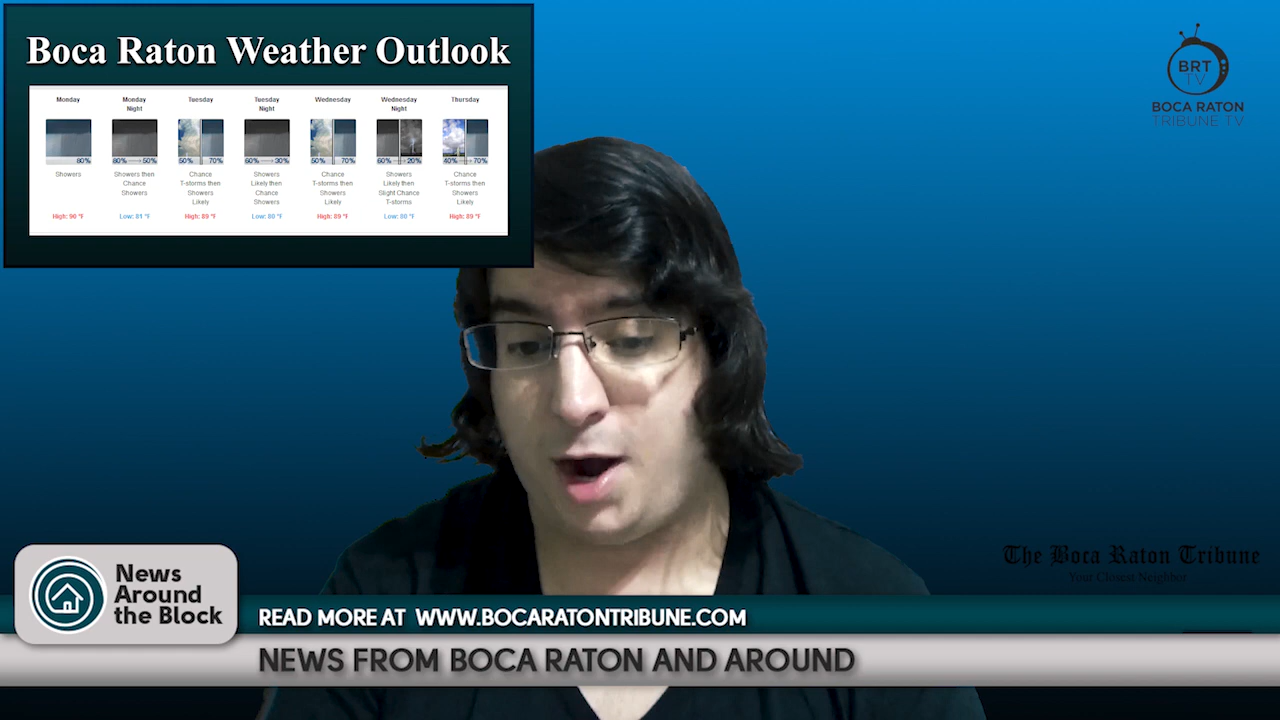 Boca Raton Weather Outlook
Monday
Monday
Night
Tuesday
Tuesday
Night
Wednesday
Wednesday
Night
Thursday
80%
80% 50%
50% 70%
60% 30%
50% 70%
60% 20%
40% 70%
Showers
Showers then
Chance
Showers
Chance
T-storms then
Showers
Likely
Showers
Likely then
Chance
Showers
Chance
T-storms then
Showers
Likely
Showers
Likely then
Slight Chance
T-storms
Chance
T-storms then
Showers
Likely
High: 90 °F
Low: 81 °F
High: 89 °F
Low: 80 °F
High: 89 °F
Low: 80 °F
High: 89 °F
BRT
TV
BOCA RATON
TRIBUNE TV
The Boca Raton Tribune
Your Closest Neighbor
News
Around
the Block
READ MORE AT WWW.BOCARATONTRIBUNE.COM
NEWS FROM BOCA RATON AND AROUND